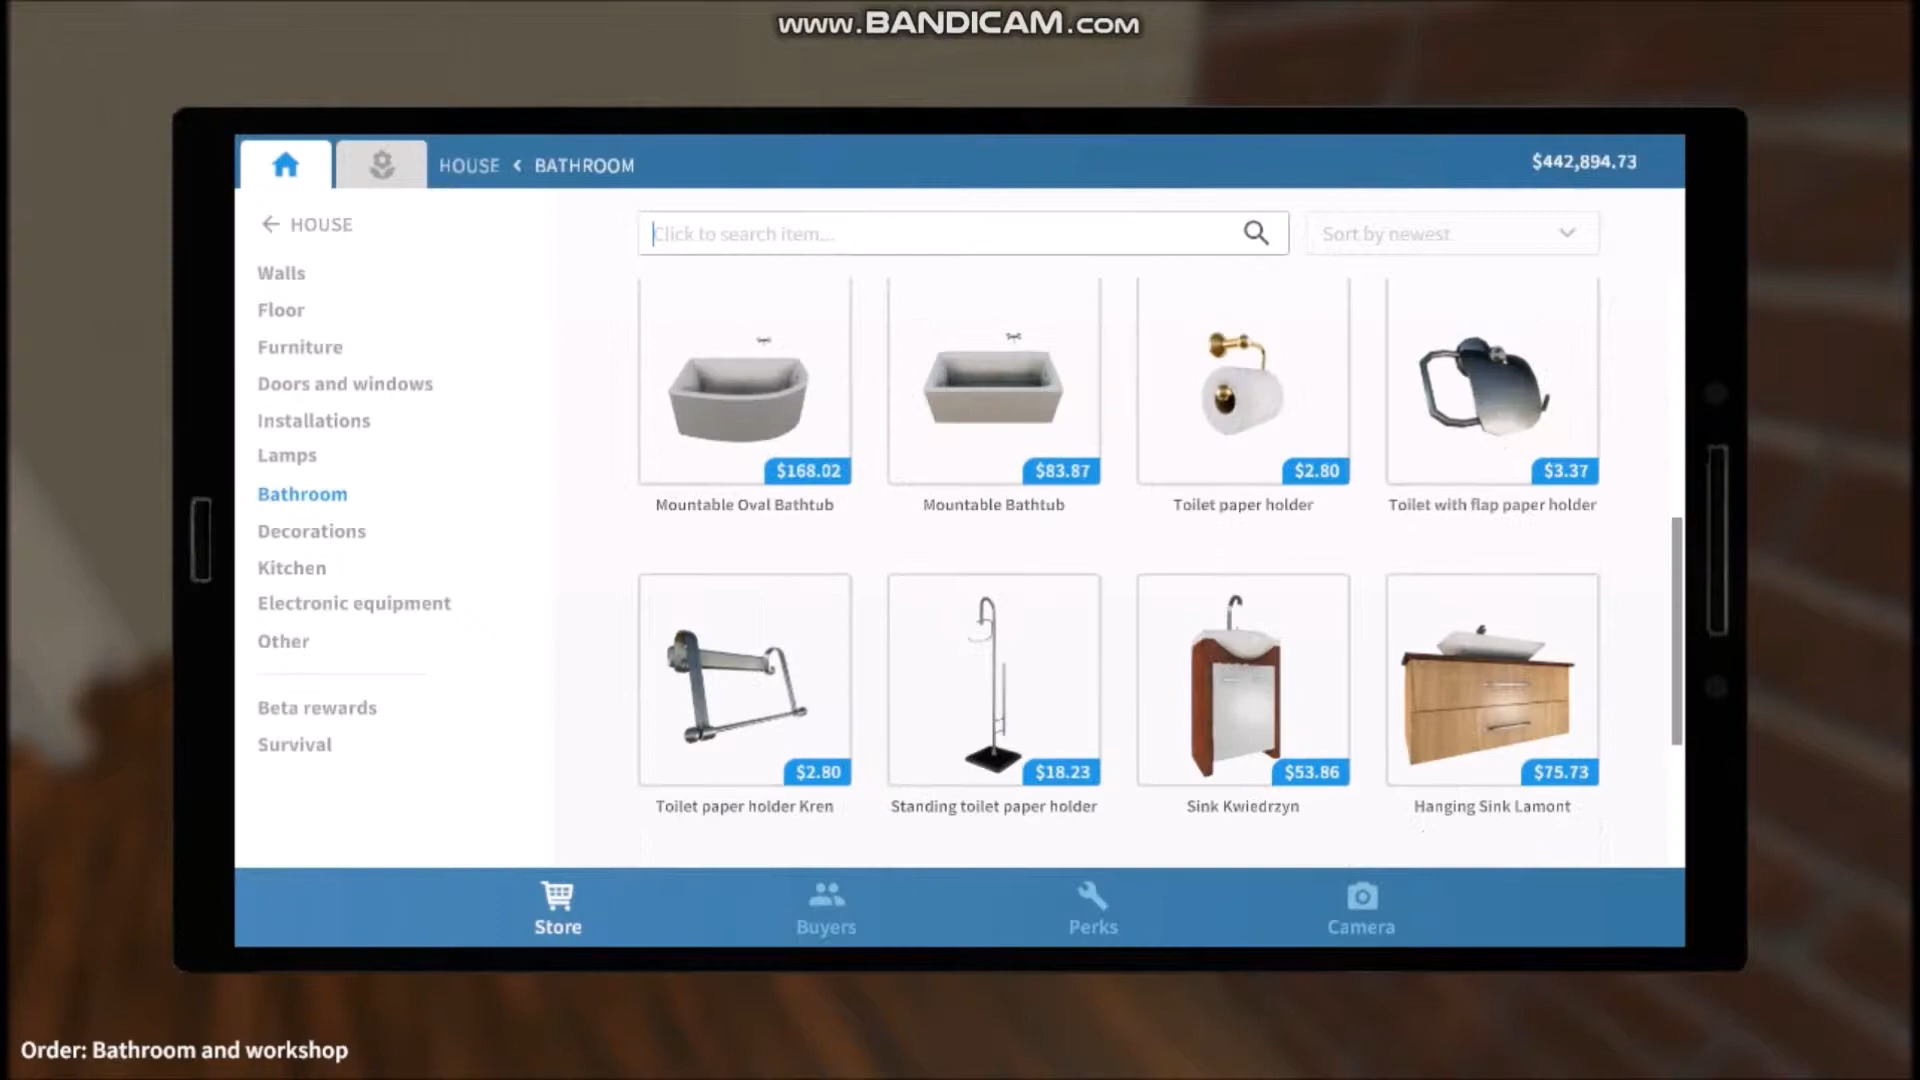 www.BANDICAM.com
HOUSE < BATHROOM
$442,894.73
HOUSE
Click to search item...
Sort by newest
Walls
Floor
Furniture
Doors and windows
Installations
Lamps
Bathroom
Decorations
Kitchen
Electronic equipment
Other
Beta rewards
Survival
$168.02
$83.87
$2.80
$3.37
Mountable Oval Bathtub
Mountable Bathtub
Toilet paper holder
Toilet with flap paper holder
$2.80
$18.23
$53.86
$75.73
Toilet paper holder Kren
Standing toilet paper holder
Sink Kwiedrzyn
Hanging Sink Lamont
Store
Buyers
Perks
Camera
Order: Bathroom and workshop